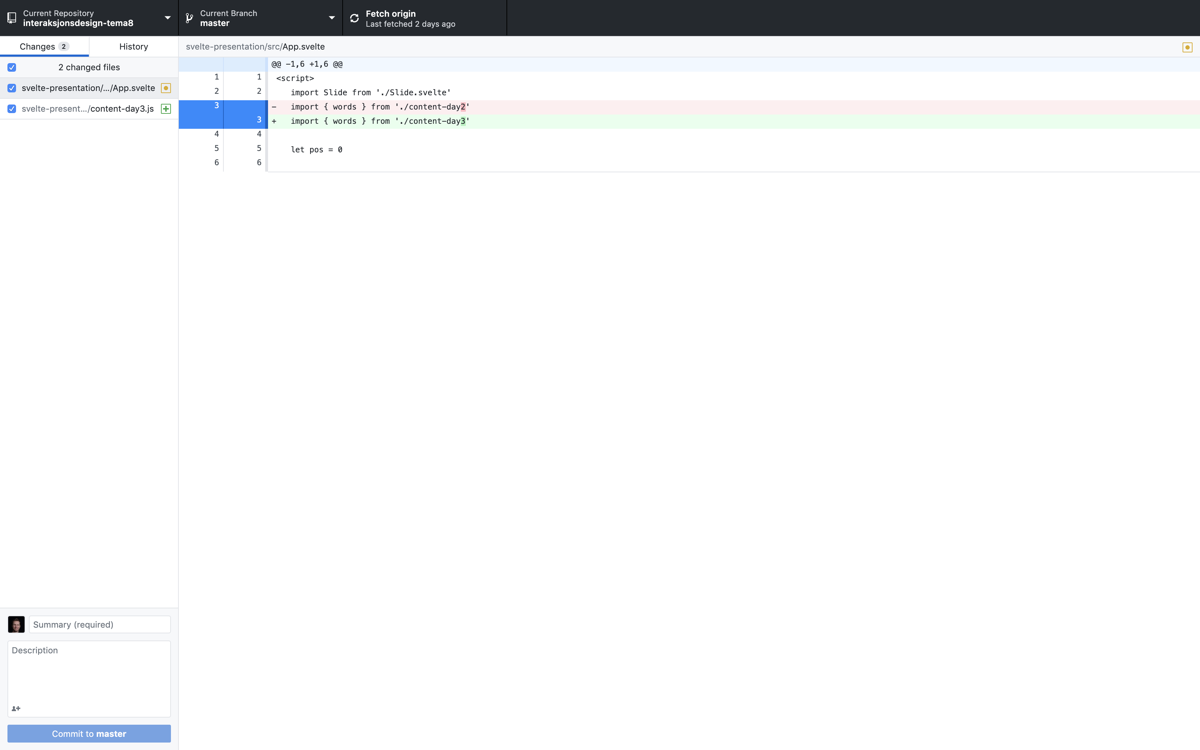 Current Repository
interaksjonsdesign-tema8
Current Branch
master
Fetch origin
Last fetched 2 days ago
Changes 2
History
svelte-presentation/src/App.svelte
2 changed files
svelte-presentation/.../App.svelte
svelte-present.../content-day3.js
@@ -1,6 +1,6 @@
1 1 <script>
2 2 import Slide from './Slide.svelte'
3 - import { words } from './content-day2'
3 + import { words } from './content-day3'
4 4
5 5 let pos = 0
6 6
Summary (required)
Description
Commit to master